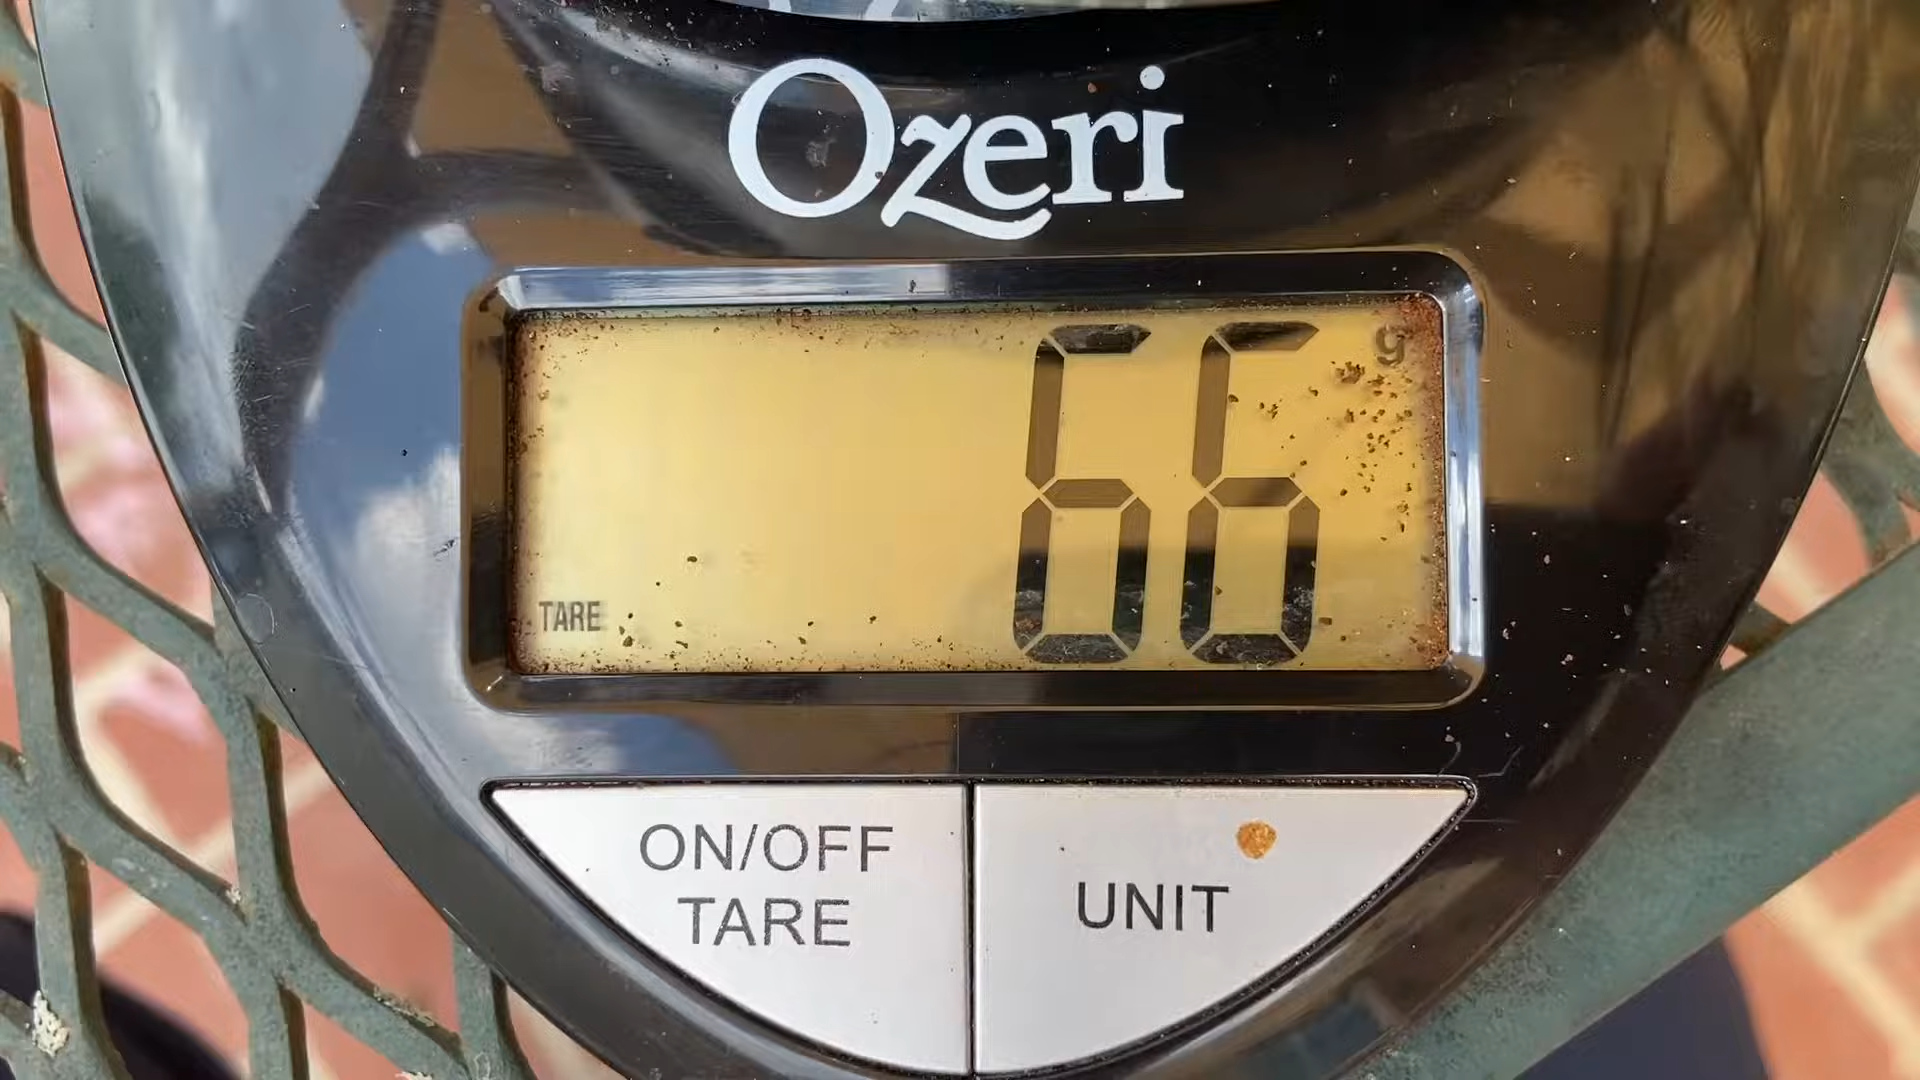 Ozeri
66 g
TARE
ON/OFF
TARE
UNIT